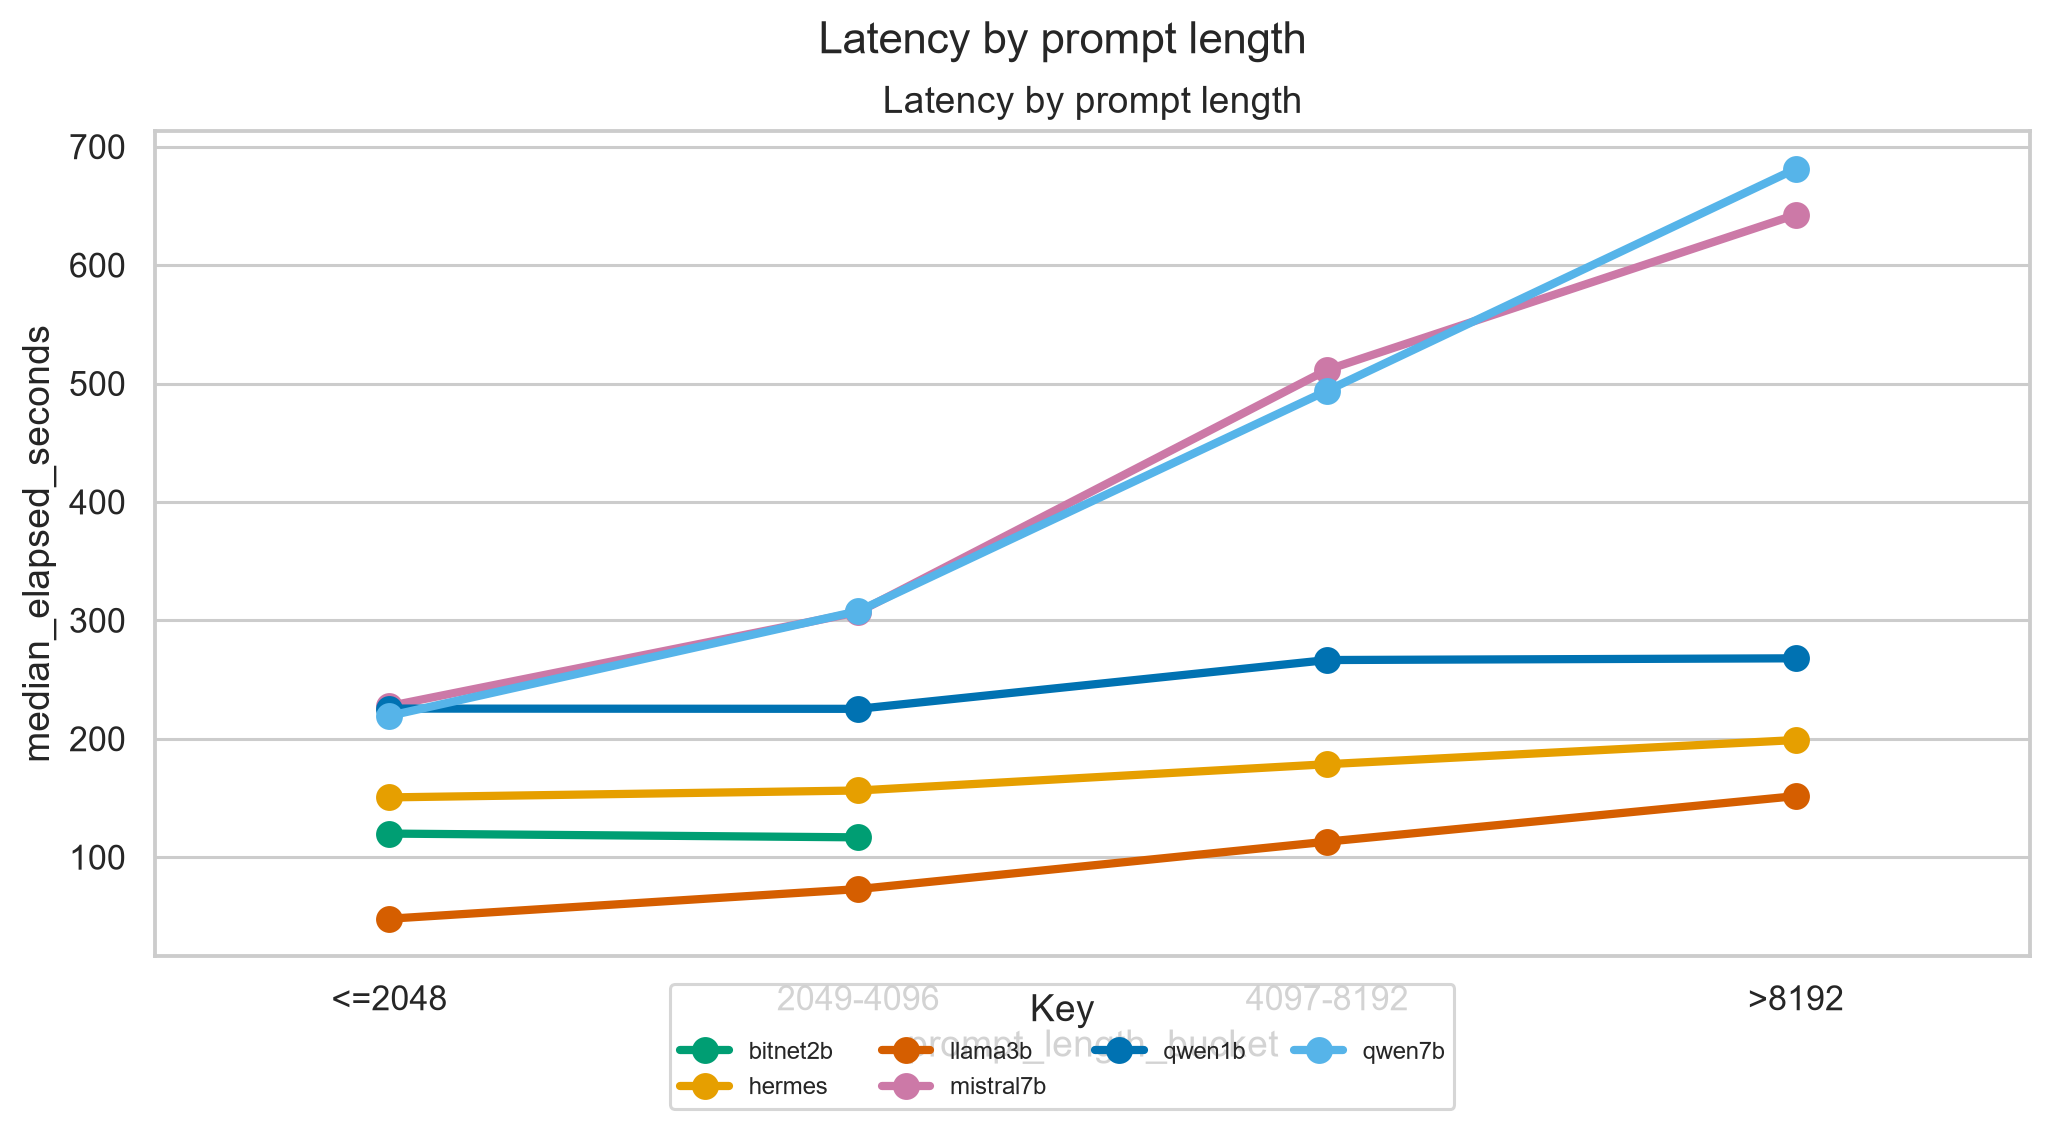 Latency by prompt length
Latency by prompt length
median_elapsed_seconds
700
600
500
400
300
200
100
<=2048 2049-4096 4097-8192 >8192
prompt_length_bucket
Key
bitnet2b llama3b qwen1b qwen7b
hermes mistral7b